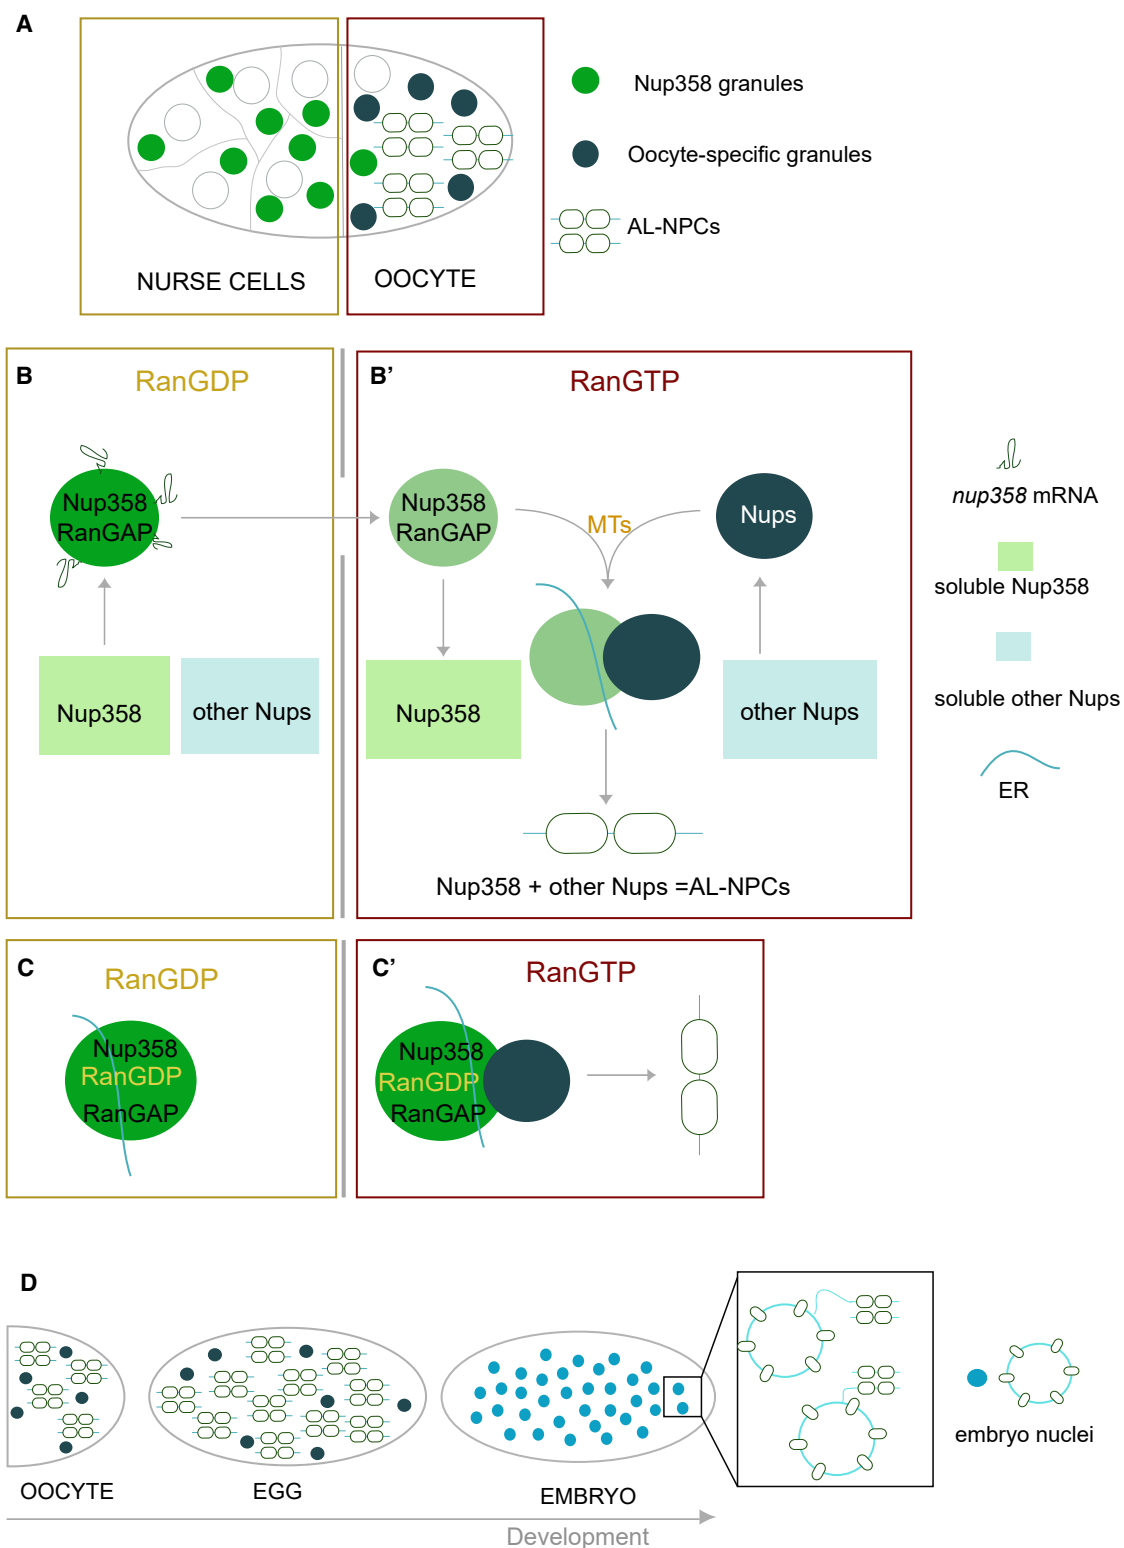 A
Nup358 granules
Oocyte-specific granules
AL-NPCs
NURSE CELLS
OOCYTE
B
RanGDP
Nup358
RanGAP
Nup358
other Nups
B’
RanGTP
Nup358
RanGAP
MTs
Nups
Nup358
other Nups
Nup358 + other Nups =AL-NPCs
nup358 mRNA
soluble Nup358
soluble other Nups
ER
C
RanGDP
Nup358
RanGDP
RanGAP
C’
RanGTP
Nup358
RanGDP
RanGAP
D
OOCYTE
EGG
EMBRYO
embryo nuclei
Development